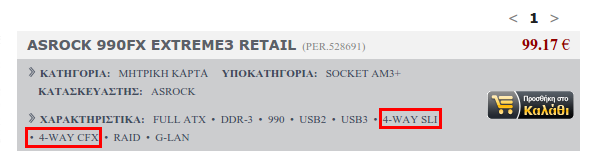 < 1 >
ASROCK 990FX EXTREME3 RETAIL (PER.528691) 99.17 €
» ΚΑΤΗΓΟΡΙΑ: ΜΗΤΡΙΚΗ ΚΑΡΤΑ ΥΠΟΚΑΤΗΓΟΡΙΑ: SOCKET AM3+
ΚΑΤΑΣΚΕΥΑΣΤΗΣ: ASROCK
Προσθήκη στο
Καλάθι
» ΧΑΡΑΚΤΗΡΙΣΤΙΚΑ: FULL ATX • DDR-3 • 990 • USB2 • USB3 • 4-WAY SLI
• 4-WAY CFX • RAID • G-LAN